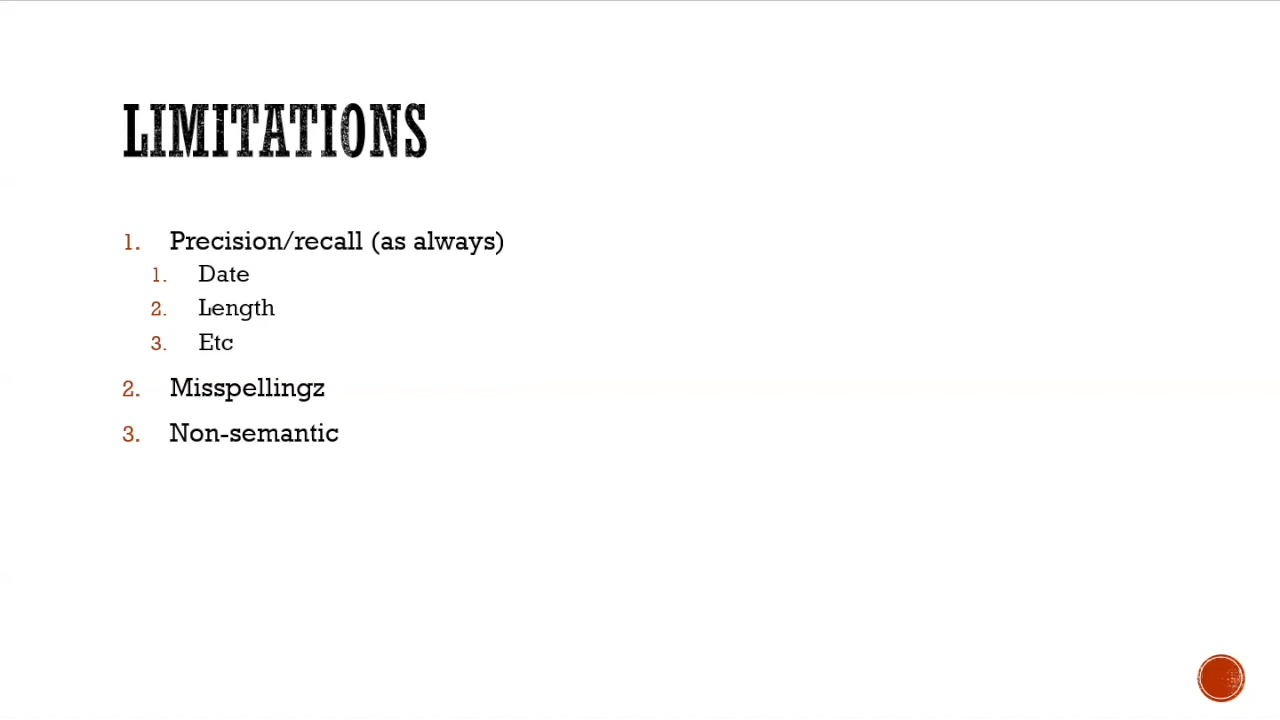 LIMITATIONS
1. Precision/recall (as always)
1. Date
2. Length
3. Etc
2. Misspellingz
3. Non-semantic